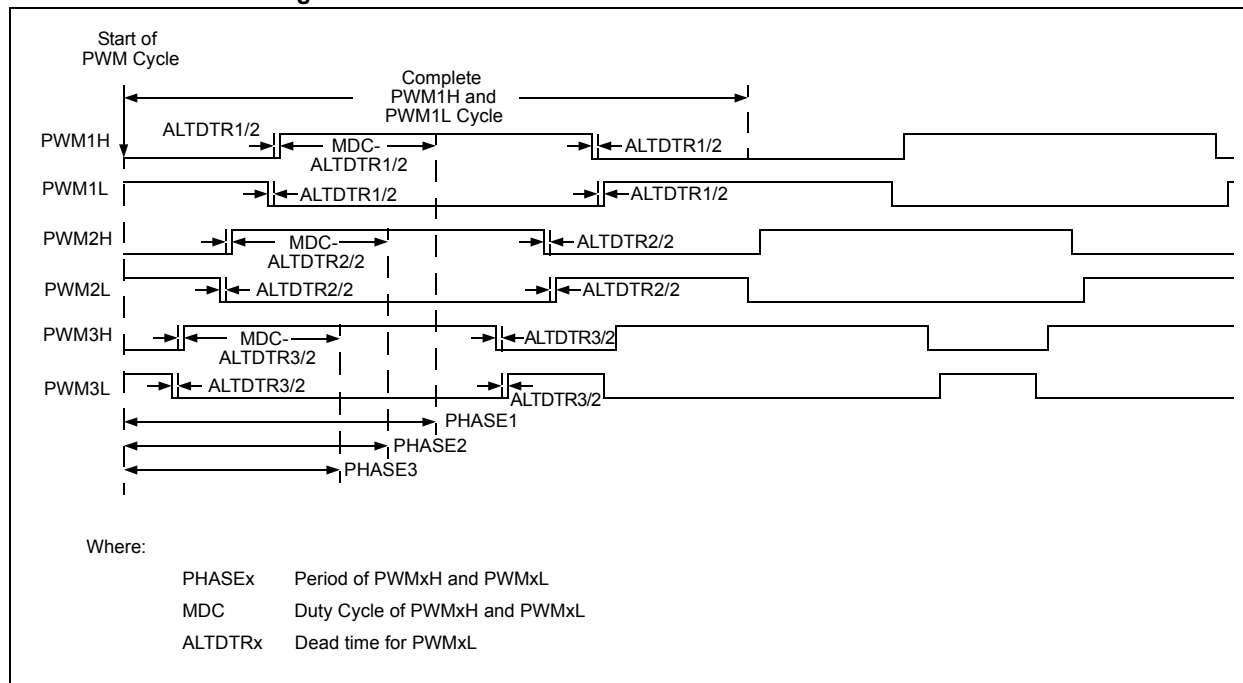 Start of
PWM Cycle
Complete
PWM1H and
PWM1L Cycle
PWM1H
ALTDTR1/2
MDC-
ALTDTR1/2
ALTDTR1/2
PWM1L
ALTDTR1/2
ALTDTR1/2
PWM2H
MDC-
ALTDTR2/2
ALTDTR2/2
PWM2L
ALTDTR2/2
ALTDTR2/2
PWM3H
MDC-
ALTDTR3/2
ALTDTR3/2
PWM3L
ALTDTR3/2
ALTDTR3/2
PHASE1
PHASE2
PHASE3
Where:
PHASEx Period of PWMxH and PWMxL
MDC Duty Cycle of PWMxH and PWMxL
ALTDTRx Dead time for PWMxL